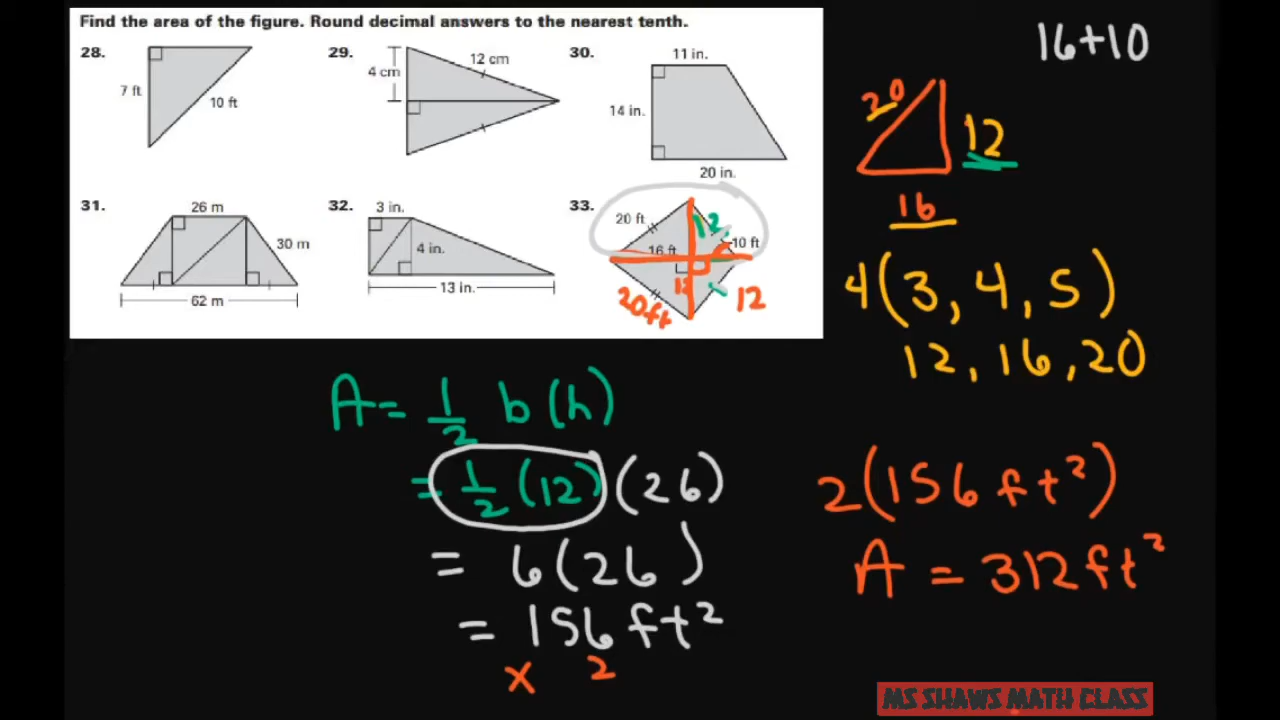 Find the area of the figure. Round decimal answers to the nearest tenth.
16+10
28.
7 ft
10 ft
29.
4 cm
12 cm
30.
11 in.
14 in.
20 in.
20
12
16
31.
26 m
30 m
62 m
32.
3 in.
4 in.
13 in.
33.
20 ft
12
16 ft
10 ft
12
20ft
12
4(3, 4, 5)
12, 16, 20
A = 1/2 b(h)
= 1/2 (12) (26)
= 6(26)
= 156 ft²
x 2
2(156 ft²)
A = 312 ft²
MS SHAWS MATH CLASS